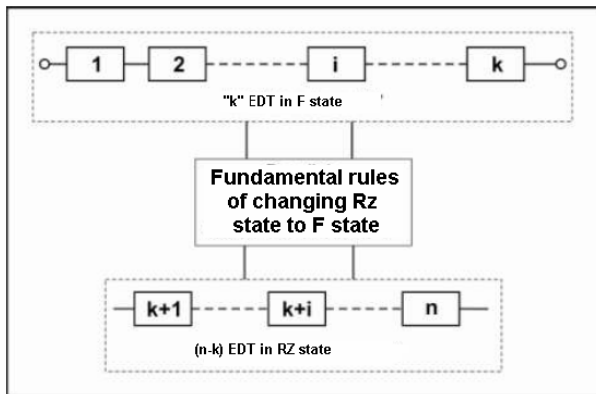 1 2 i k
"k" EDT in F state
Fundamental rules
of changing Rz
state to F state
k+1 k+i n
(n-k) EDT in RZ state